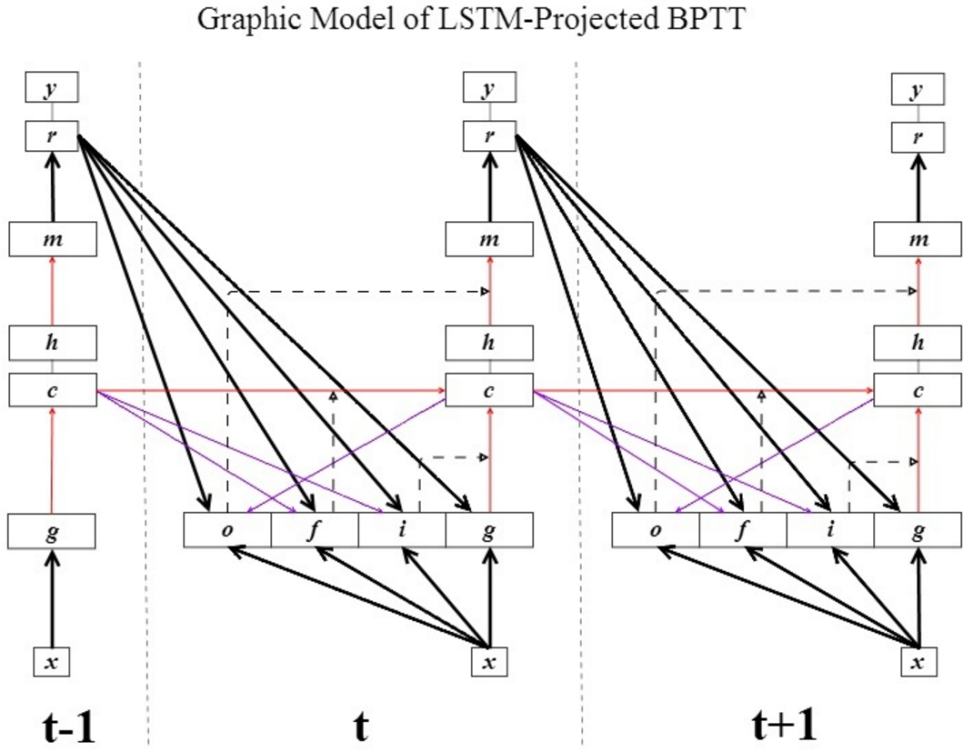 Graphic Model of LSTM-Projected BPTT
y y y
r r r
m m m
h h h
c c c
g o f i g o f i g
x x x
t-1 t t+1